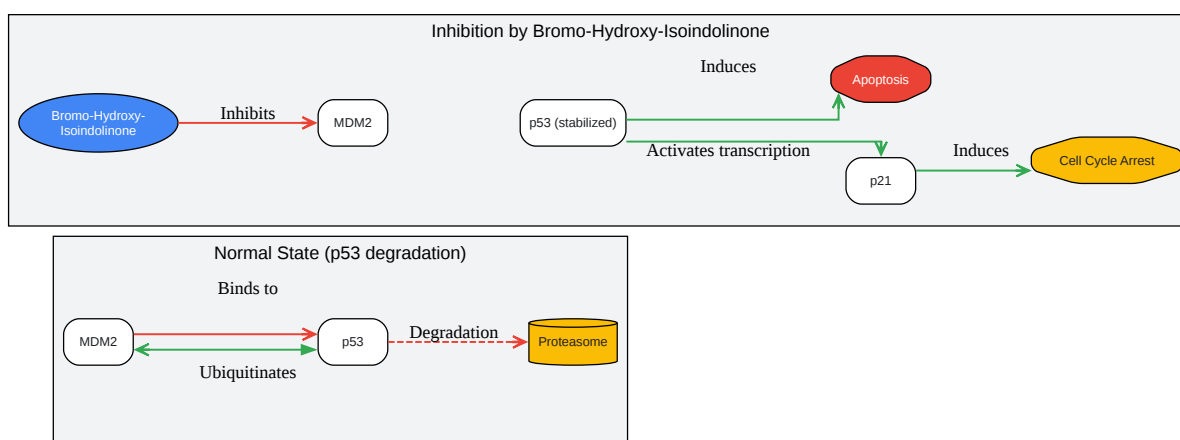 Inhibition by Bromo-Hydroxy-Isoindolinone
Induces
Apoptosis
Bromo-Hydroxy-
Isoindolinone
Inhibits
MDM2
p53 (stabilized)
Activates transcription
p21
Induces
Cell Cycle Arrest
Normal State (p53 degradation)
Binds to
MDM2
p53
Degradation
Proteasome
Ubiquitinates